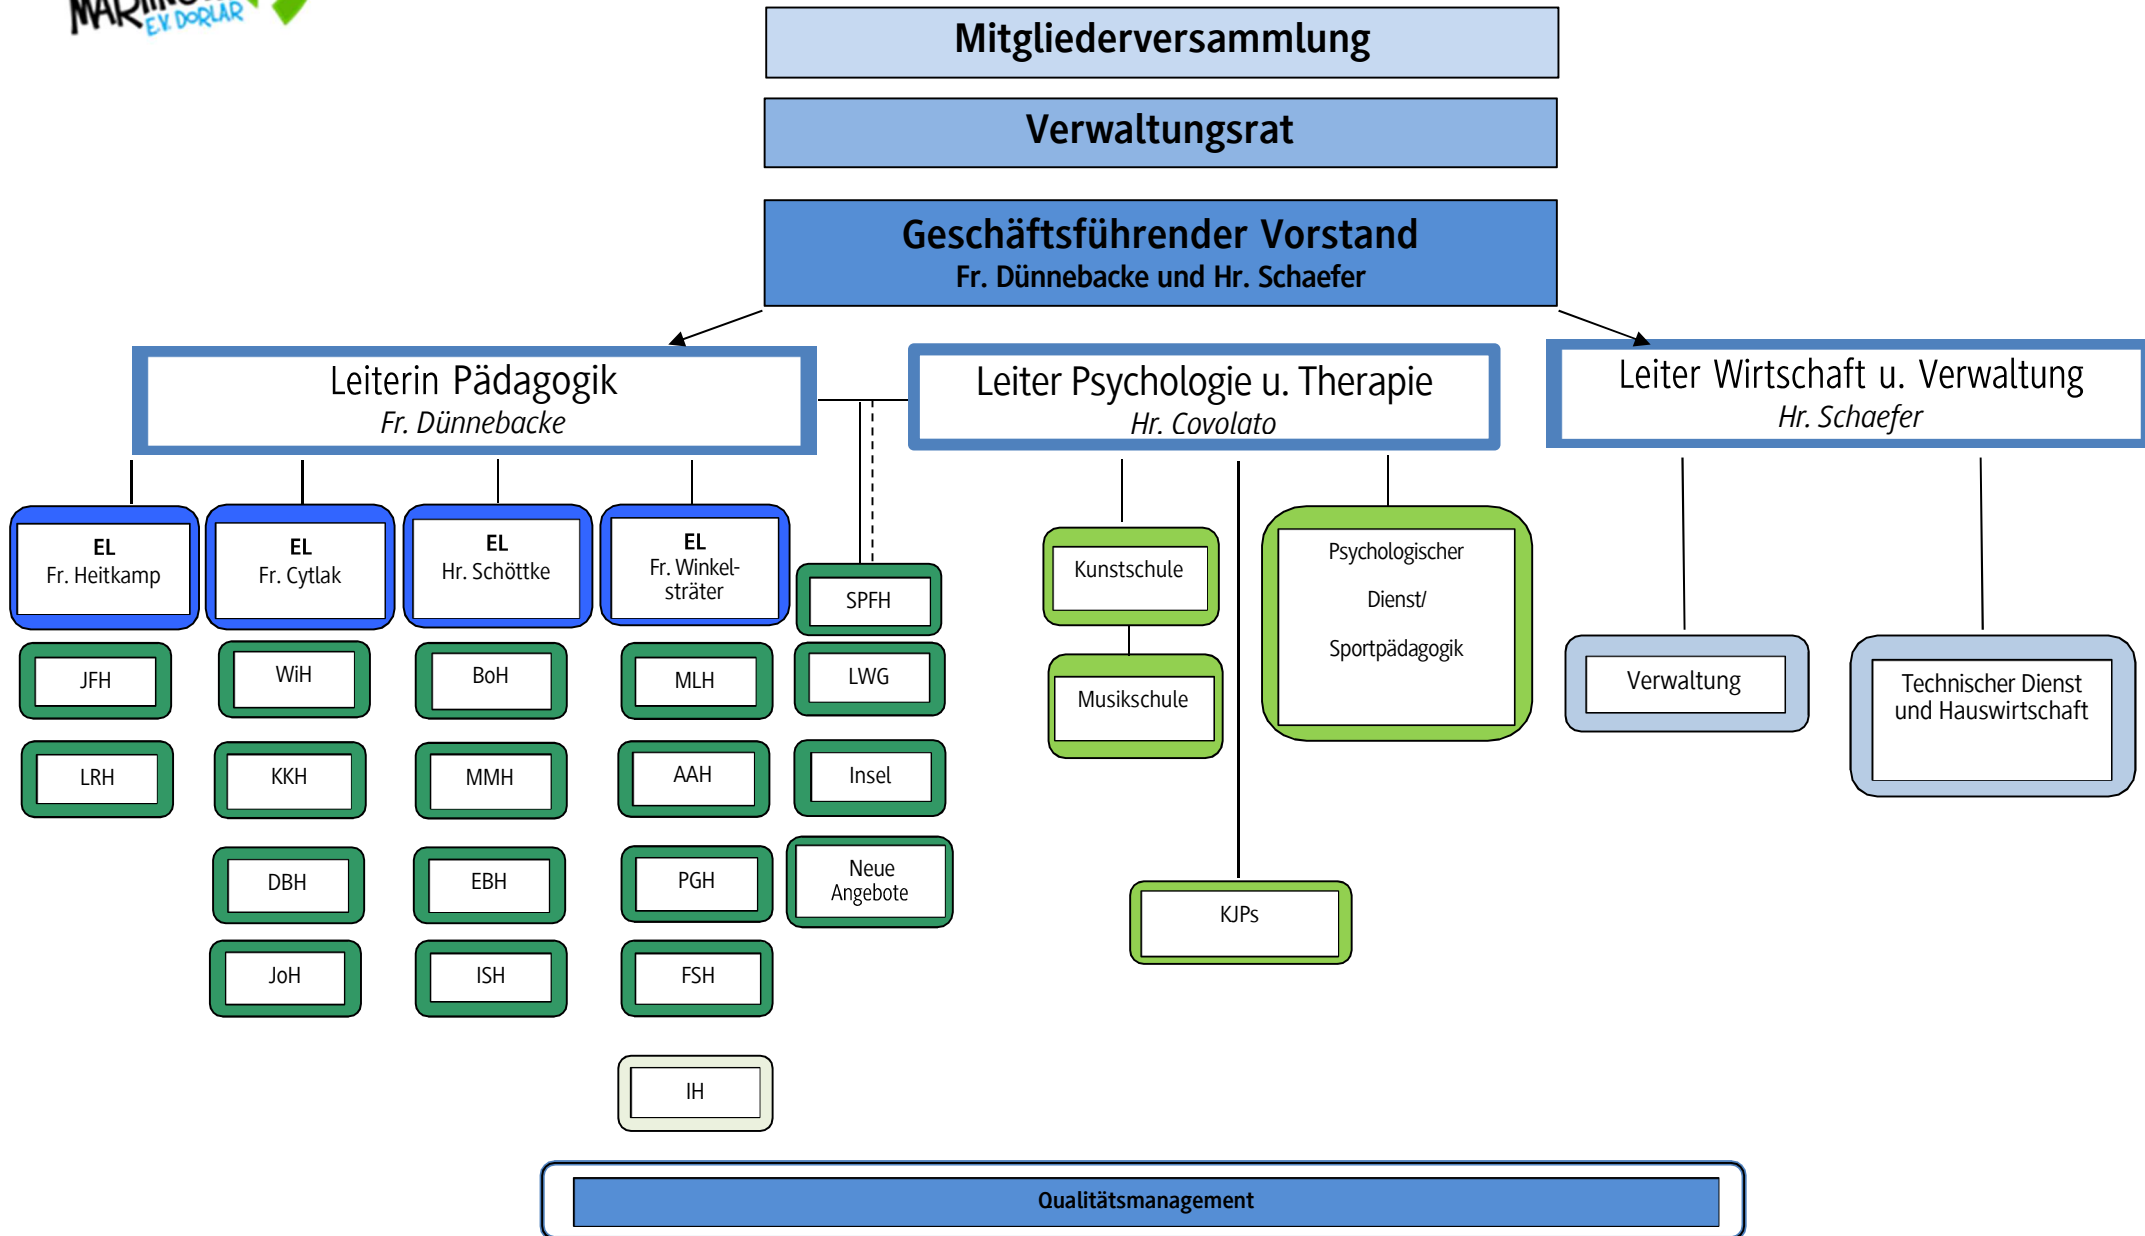 E.V. DORLAR
Mitgliederversammlung
Verwaltungsrat
Geschäftsführender Vorstand
Fr. Dünnebacke und Hr. Schaefer
Leiterin Pädagogik
Fr. Dünnebacke
Leiter Psychologie u. Therapie
Hr. Covolato
Leiter Wirtschaft u. Verwaltung
Hr. Schaefer
EL
Fr. Heitkamp
JFH
LRH
EL
Fr. Cytlak
WiH
KKH
DBH
JoH
EL
Hr. Schöttke
BoH
MMH
EBH
ISH
EL
Fr. Winkel-
sträter
MLH
AAH
PGH
FSH
IH
SPFH
LWG
Insel
Neue
Angebote
Kunstschule
Musikschule
KJPs
Psychologischer
Dienst/
Sportpädagogik
Verwaltung
Technischer Dienst
und Hauswirtschaft
Qualitätsmanagement